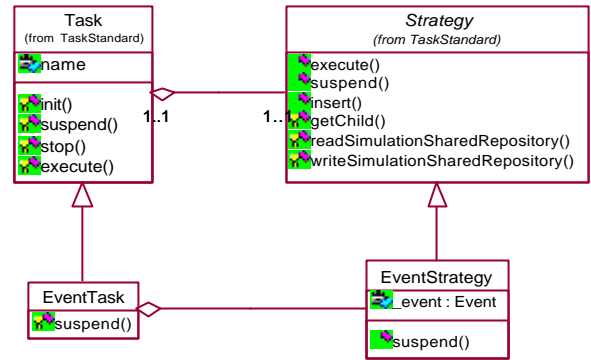 Task
(from TaskStandard)
name
init()
suspend()
stop()
execute()
1..1
1..1
Strategy
(from TaskStandard)
execute()
suspend()
insert()
getChild()
readSimulationSharedRepository()
writeSimulationSharedRepository()
EventTask
suspend()
EventStrategy
_event : Event
suspend()